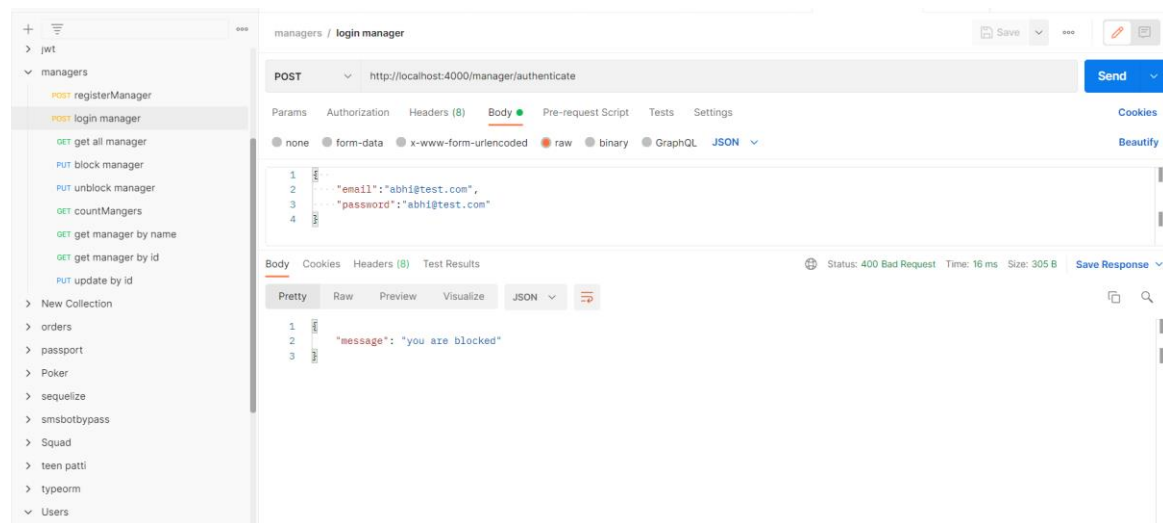 managers / login manager
Save
jwt
managers
POST registerManager
POST login manager
GET get all manager
PUT block manager
PUT unblock manager
GET countMangers
GET get manager by name
GET get manager by id
PUT update by id
New Collection
orders
passport
Poker
sequelize
smsbotbypass
Squad
teen patti
typeorm
Users
POST http://localhost:4000/manager/authenticate Send
Params Authorization Headers (8) Body Pre-request Script Tests Settings Cookies
none form-data x-www-form-urlencoded raw binary GraphQL JSON Beautify
1 {
2 "email":"abhi@test.com",
3 "password":"abhi@test.com"
4 }
Body Cookies Headers (8) Test Results Status: 400 Bad Request Time: 16 ms Size: 305 B Save Response
Pretty Raw Preview Visualize JSON
1 {
2 "message": "you are blocked"
3 }